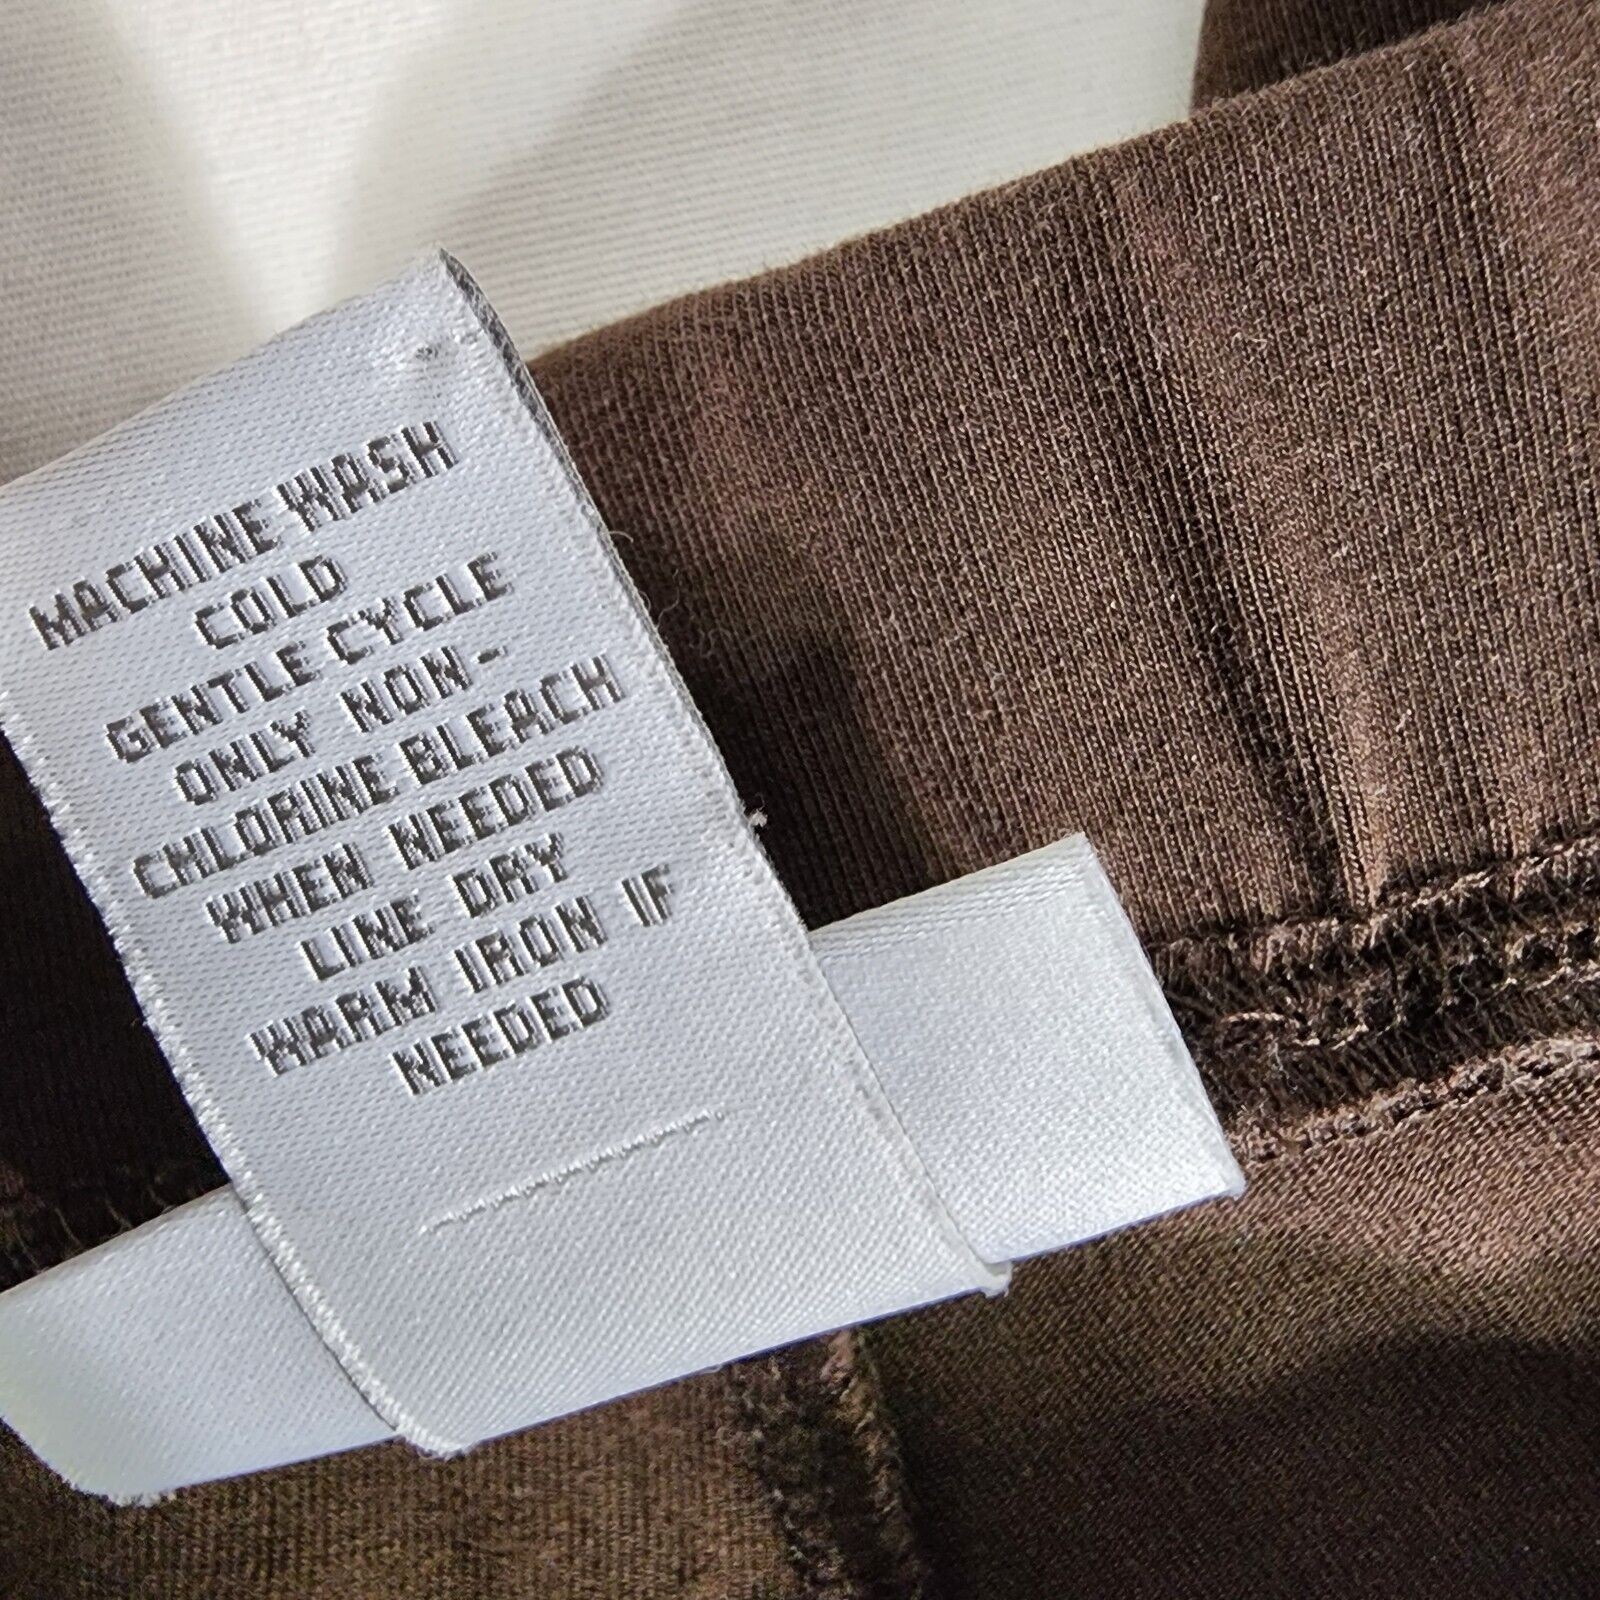 MACHINE WASH
COLD
GENTLE CYCLE
ONLY NON-
CHLORINE BLEACH
WHEN NEEDED
LINE DRY
WARM IRON IF
NEEDED